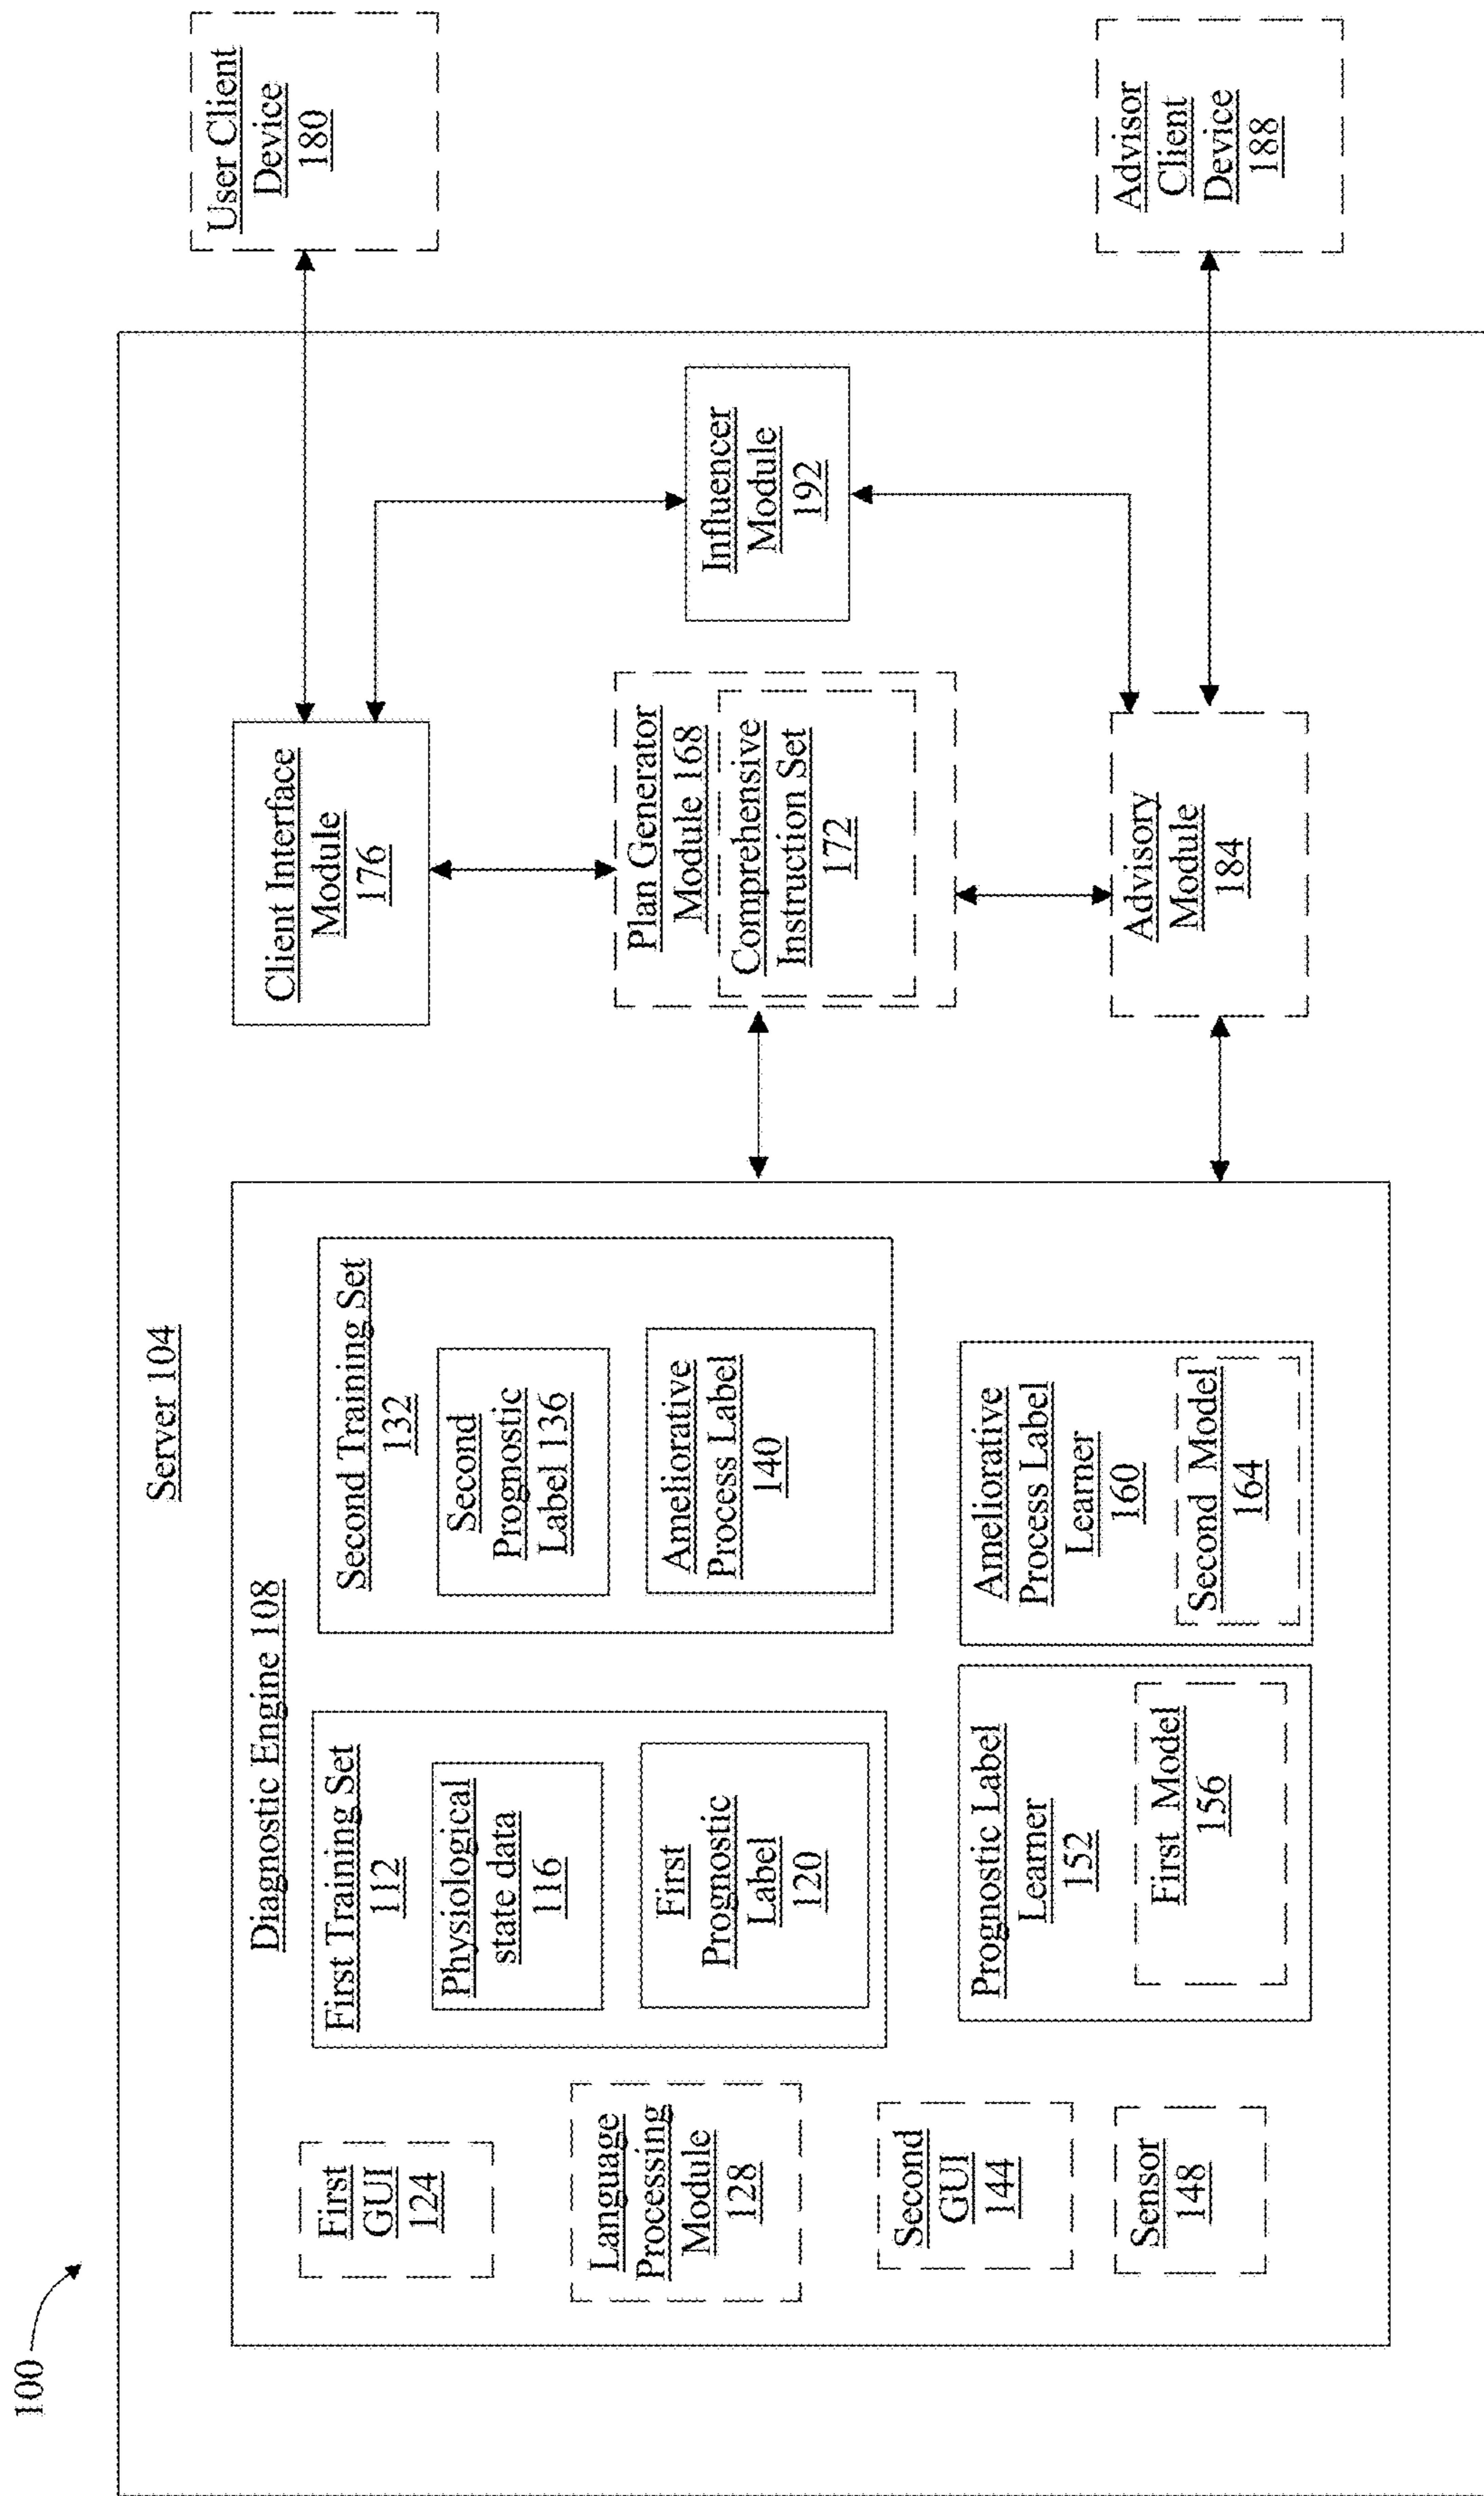 100
Server 104
Diagnostic Engine 108
First GUI
124
Language
Processing
Module
128
Second
GUI
144
Sensor
148
First Training Set
112
Physiological
state data
116
First
Prognostic
Label
120
Second Training Set
132
Second
Prognostic
Label 136
Ameliorative
Process Label
140
Prognostic Label
Learner
152
First Model
156
Ameliorative
Process Label
Learner
160
Second Model
164
Client Interface
Module
176
Plan Generator
Module 168
Comprehensive
Instruction Set
172
Advisory
Module
184
Influencer
Module
192
User Client
Device
180
Advisor
Client
Device
188